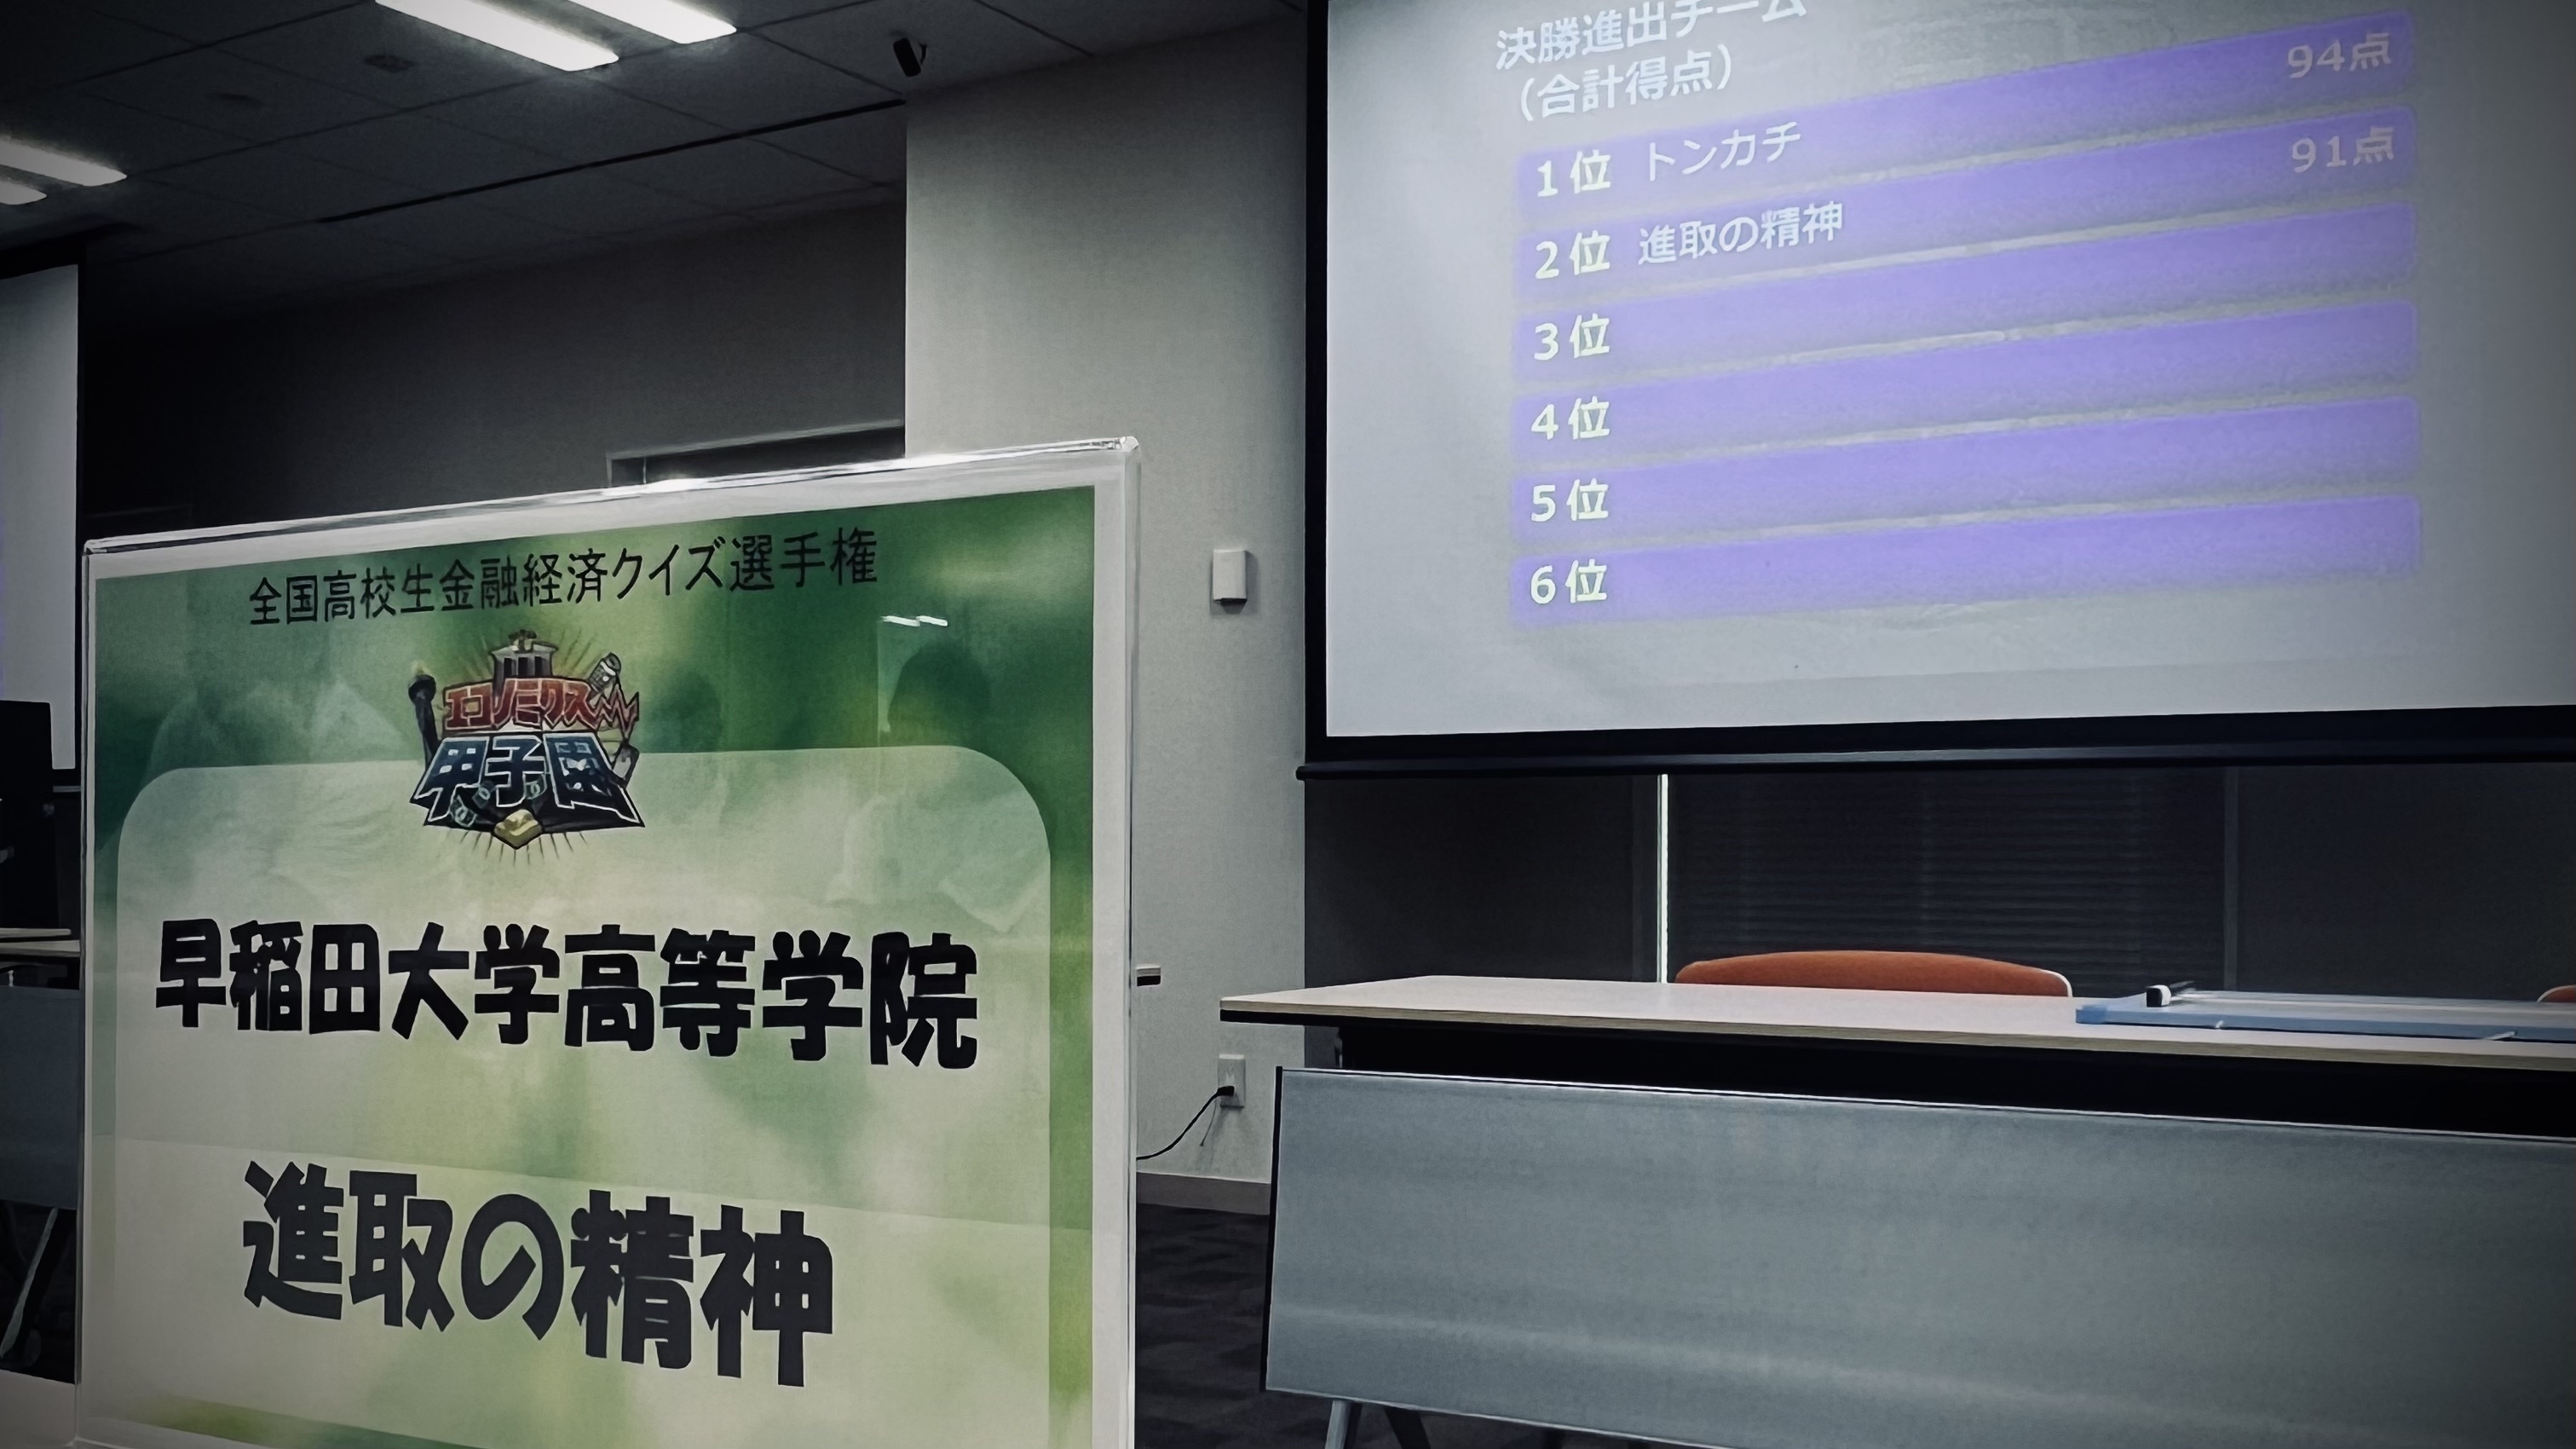 全国高校生金融経済クイズ選手権
エコノミクス
甲子園
早稲田大学高等学院
進取の精神
決勝進出チーム
（合計得点）
1位 トンカチ 94点
2位 進取の精神 91点
3位
4位
5位
6位